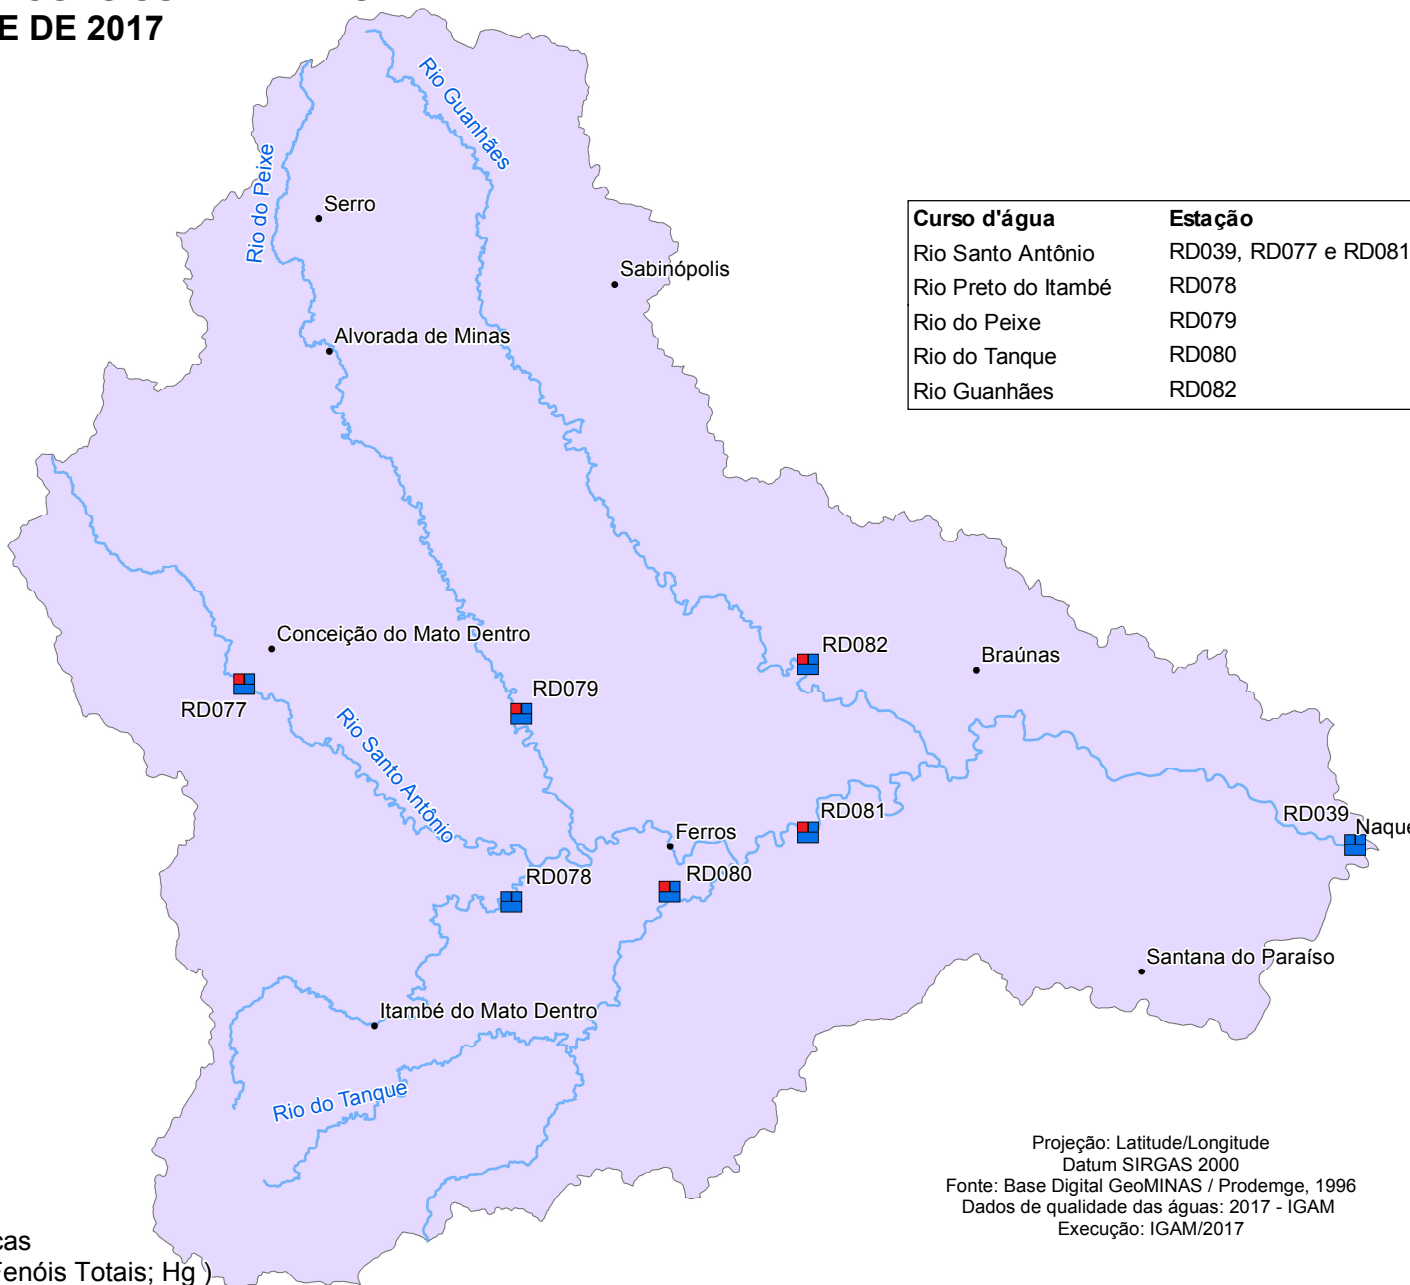 E DE 2017
Rio Guanhães
Rio do Peixe
Serro
Sabinópolis
Alvorada de Minas
Curso d'água Estação
Rio Santo Antônio RD039, RD077 e RD081
Rio Preto do Itambé RD078
Rio do Peixe RD079
Rio do Tanque RD080
Rio Guanhães RD082
Conceição do Mato Dentro
RD082
Braúnas
RD079
RD077
Rio Santo Antônio
RD081
RD039
Ferros
RD078
RD080
Santana do Paraíso
Itambé do Mato Dentro
Rio do Tanque
Projeção: Latitude/Longitude
Datum SIRGAS 2000
Fonte: Base Digital GeoMINAS / Prodemge, 1996
Dados de qualidade das águas: 2017 - IGAM
Execução: IGAM/2017
Fenóis Totais; Hg )